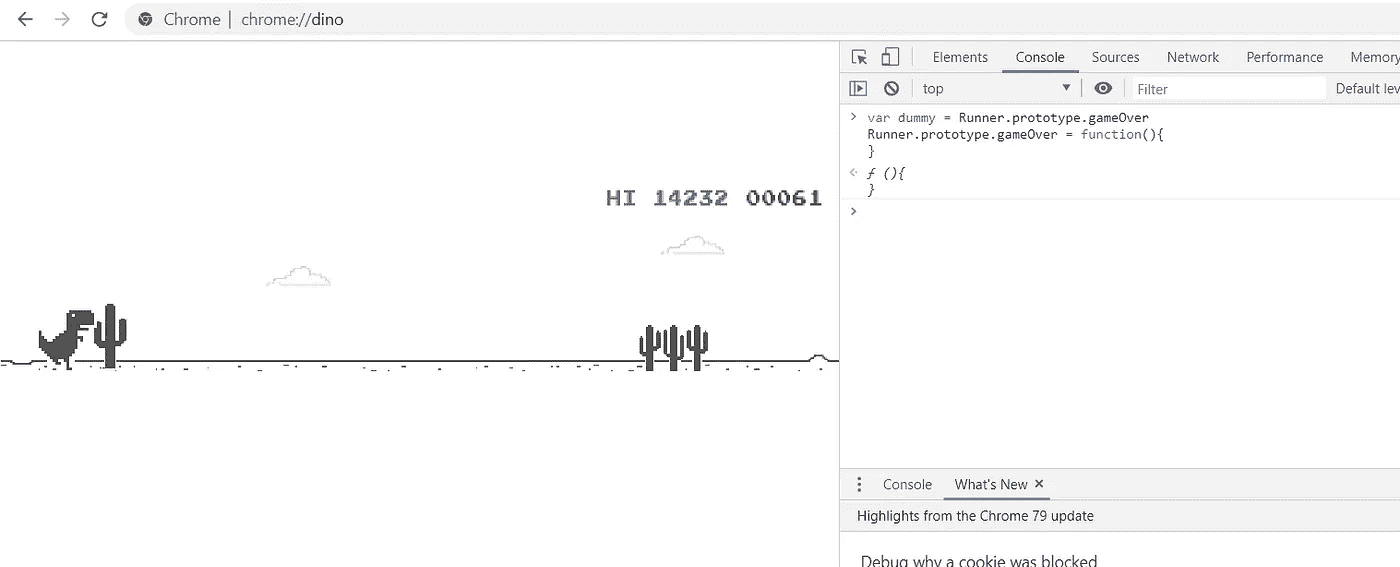 Chrome | chrome://dino
Elements Console Sources Network Performance Memory
top Filter Default lev
> var dummy = Runner.prototype.gameOver
Runner.prototype.gameOver = function(){
}
HI 14232 00061
<· ƒ (){
}
>
Console What's New ×
Highlights from the Chrome 79 update
Debug why a cookie was blocked